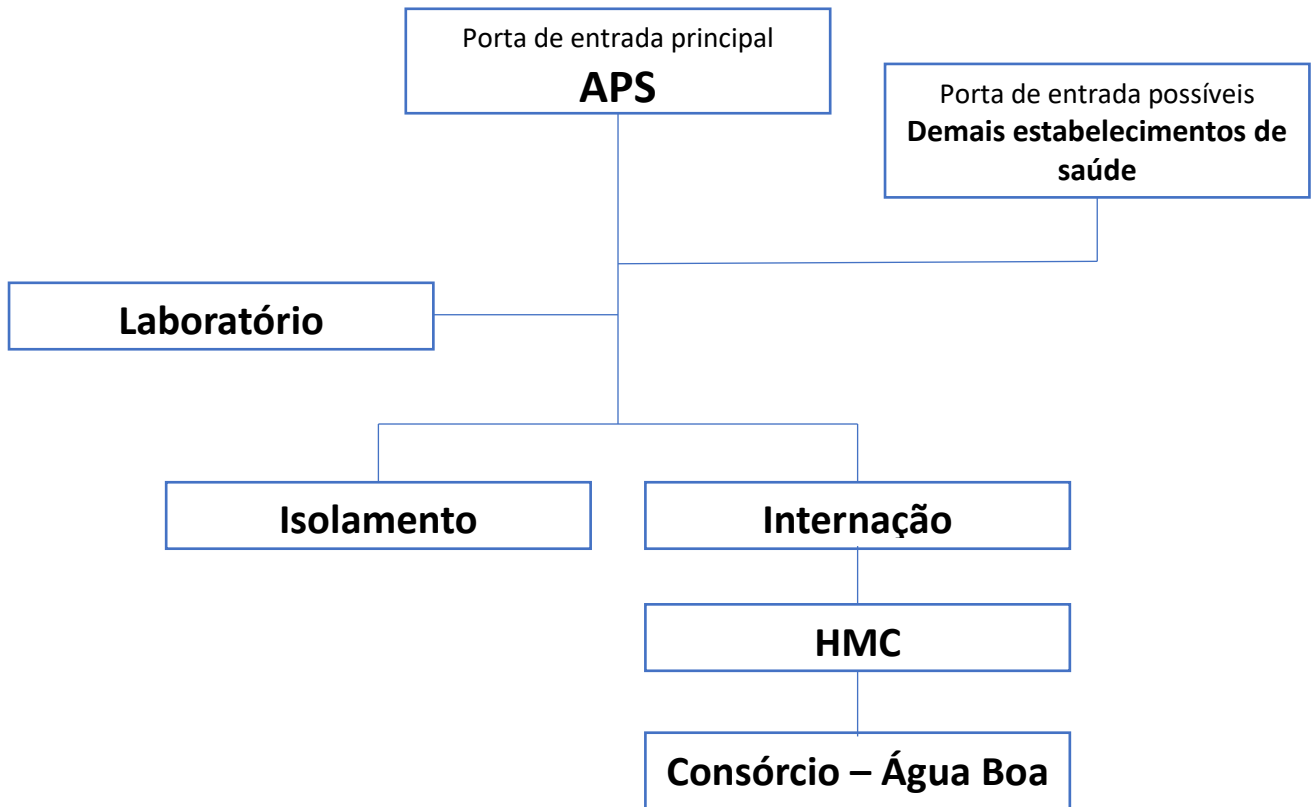 Porta de entrada principal
APS
Porta de entrada possíveis
Demais estabelecimentos de
saúde
Laboratório
Isolamento
Internação
HMC
Consórcio – Água Boa